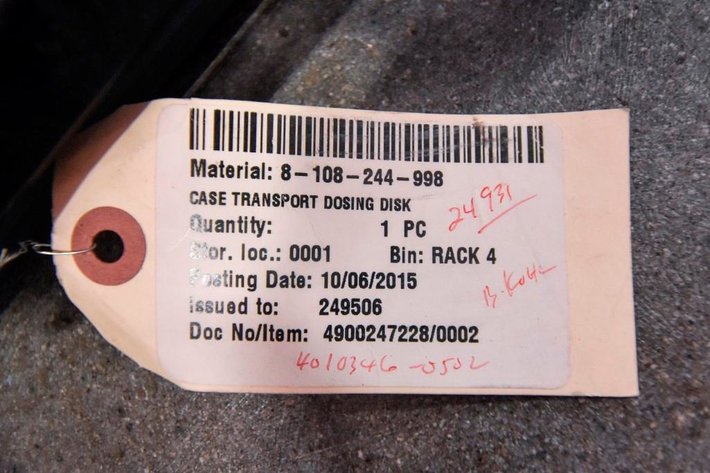 Material: 8-108-244-998
CASE TRANSPORT DOSING DISK
24931
Quantity: 1 PC
Stor. loc.: 0001 Bin: RACK 4
Posting Date: 10/06/2015
Issued to: 249506
Doc No/Item: 4900247228/0002
4010346-0502